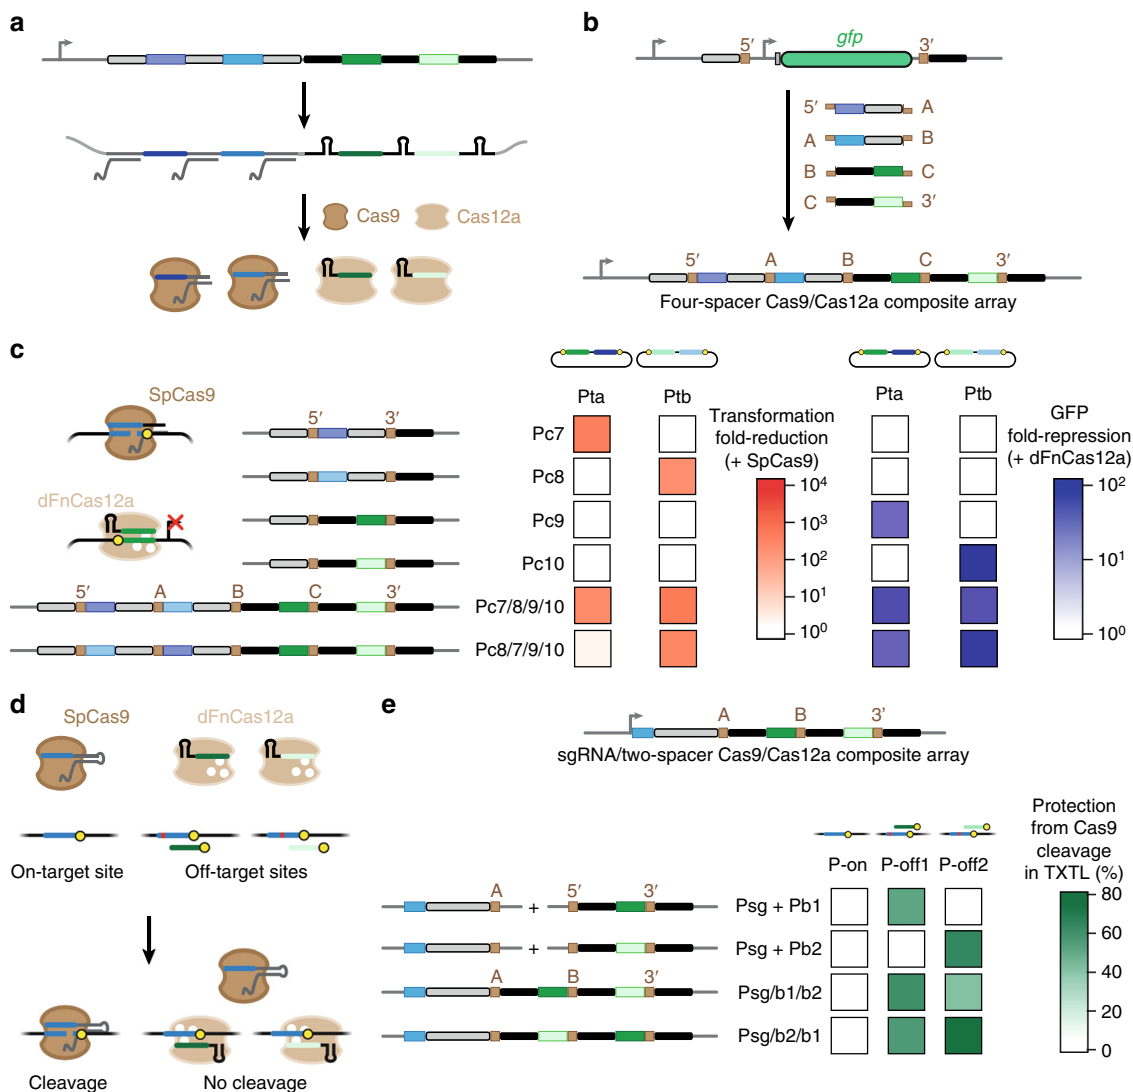 a
Cas9
Cas12a
b
5′
gfp
3′
5′
A
A
B
B
C
C
3′
5′
A
B
C
3′
Four-spacer Cas9/Cas12a composite array
c
SpCas9
dFnCas12a
5′
3′
5′
A
B
C
3′
Pta
Ptb
Pc7
Pc8
Pc9
Pc10
Pc7/8/9/10
Pc8/7/9/10
Transformation
fold-reduction
(+ SpCas9)
10⁴
10³
10²
10¹
10⁰
Pta
Ptb
GFP
fold-repression
(+ dFnCas12a)
10²
10¹
10⁰
d
SpCas9
dFnCas12a
On-target site
Off-target sites
Cleavage
No cleavage
e
A
B
3′
sgRNA/two-spacer Cas9/Cas12a composite array
A
5′
3′
+
+
A
B
3′
P-on
P-off1
P-off2
Psg + Pb1
Psg + Pb2
Psg/b1/b2
Psg/b2/b1
Protection
from Cas9
cleavage
in TXTL (%)
80
60
40
20
0